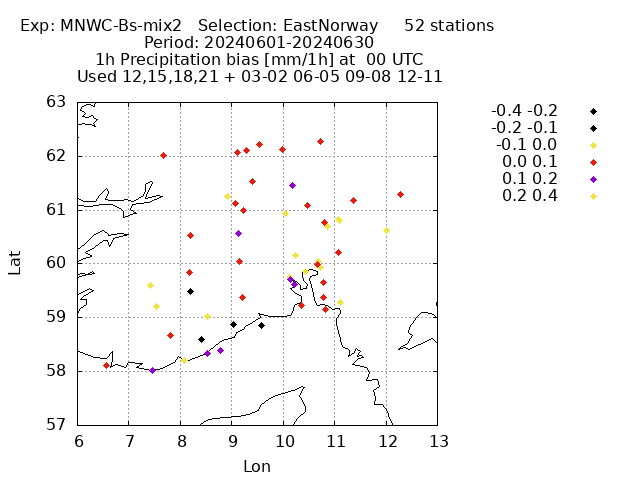 Exp: MNWC-Bs-mix2   Selection: EastNorway     52 stations
Period: 20240601-20240630
1h Precipitation bias [mm/1h] at  00 UTC
Used 12,15,18,21 + 03-02 06-05 09-08 12-11
-0.4 -0.2
-0.2 -0.1
-0.1 0.0
0.0 0.1
0.1 0.2
0.2 0.4
63
62
61
60
59
58
57
Lat
6 7 8 9 10 11 12 13
Lon